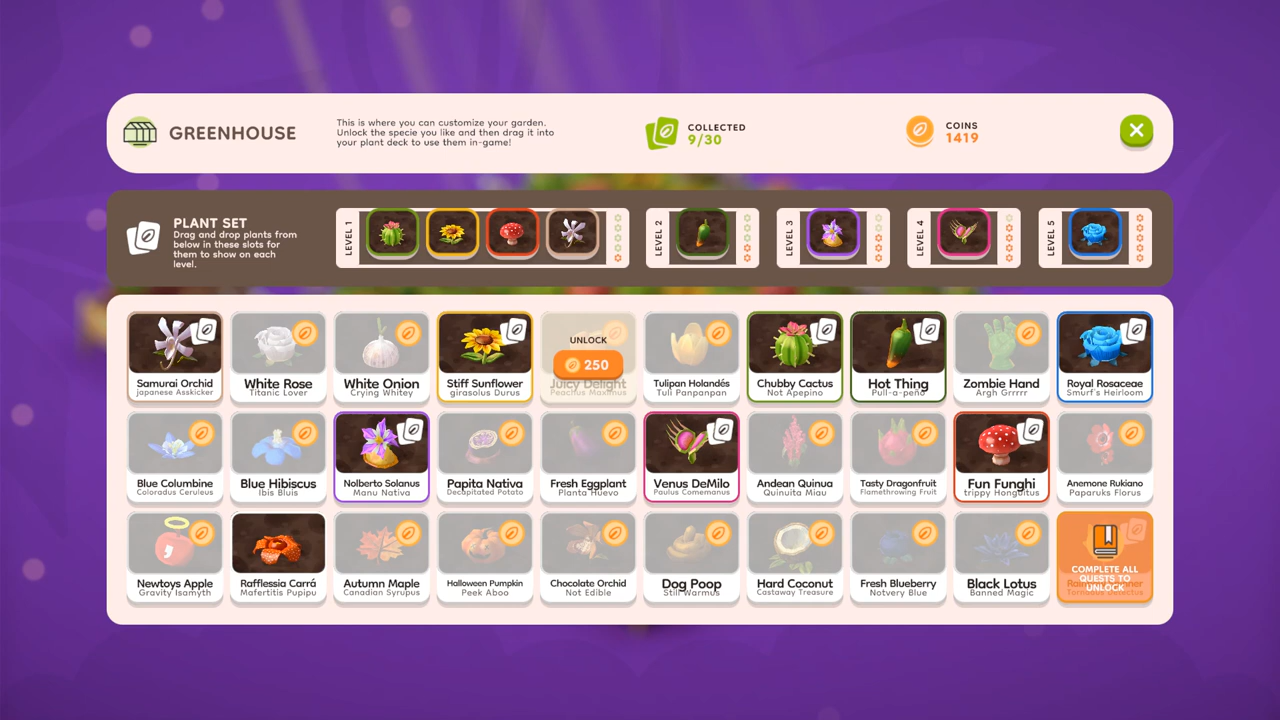 GREENHOUSE
This is where you can customize your garden.
Unlock the specie you like and then drag it into
your plant deck to use them in-game!
COLLECTED
9/30
COINS
1419
PLANT SET
Drag and drop plants from
below in these slots for
them to show on each
level.
LEVEL 1
LEVEL 2
LEVEL 3
LEVEL 4
LEVEL 5
Samurai Orchid
japanese Asskicker
White Rose
Titanic Lover
White Onion
Crying Whitey
Stiff Sunflower
girasolus Durus
UNLOCK
250
Juicy Delight
Peachus Maximus
Tulipan Holandés
Tuli Panpanpan
Chubby Cactus
Not Apepino
Hot Thing
Pull-a-peno
Zombie Hand
Argh Grrrrr
Royal Rosaceae
Smurf's Heirloom
Blue Columbine
Coloradus Ceruleus
Blue Hibiscus
Ibis Bluis
Nolberto Solanus
Manu Nativa
Papita Nativa
Decapitated Potato
Fresh Eggplant
Planta Huevo
Venus DeMilo
Paulus Comemanus
Andean Quinua
Quinuita Miau
Tasty Dragonfruit
Flamethrowing Fruit
Fun Funghi
trippy Honguitus
Anemone Rukiano
Paparuks Florus
Newtoys Apple
Gravity Isamyth
Rafflessia Carrá
Mafertitis Pupipu
Autumn Maple
Canadian Syrupus
Halloween Pumpkin
Peek Aboo
Chocolate Orchid
Not Edible
Dog Poop
Still Warmus
Hard Coconut
Castaway Treasure
Fresh Blueberry
Notvery Blue
Black Lotus
Banned Magic
COMPLETE ALL
QUESTS TO
UNLOCK